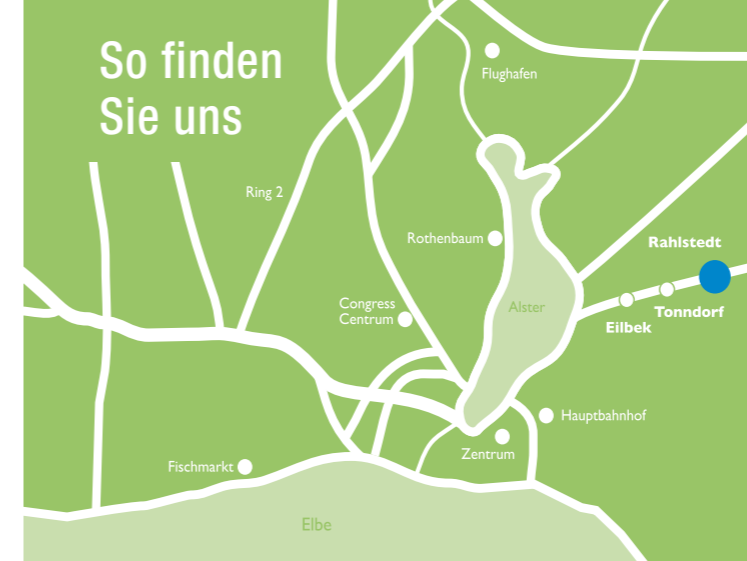 So finden
Sie uns
Flughafen
Ring 2
Rothenbaum
Rahlstedt
Congress
Centrum
Alster
Tonndorf
Eilbek
Hauptbahnhof
Zentrum
Fischmarkt
Elbe